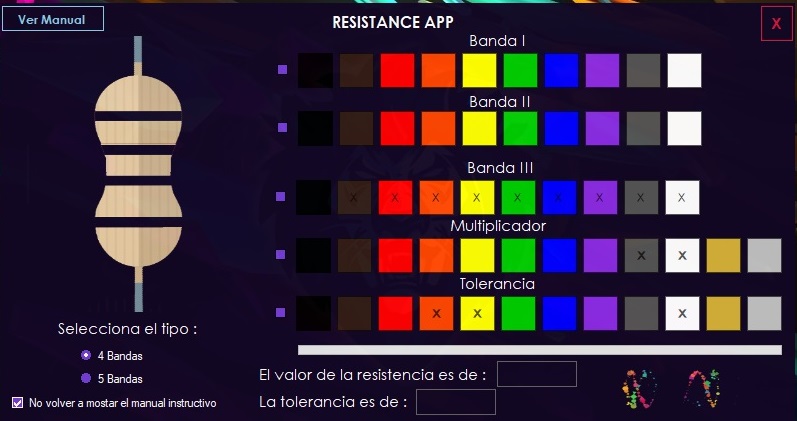 Ver Manual
RESISTANCE APP
X
Banda I
Banda II
Banda III
X X X X X X X X X
Multiplicador
X X
Tolerancia
X X X
Selecciona el tipo :
4 Bandas
5 Bandas
No volver a mostar el manual instructivo
El valor de la resistencia es de :
La tolerancia es de :